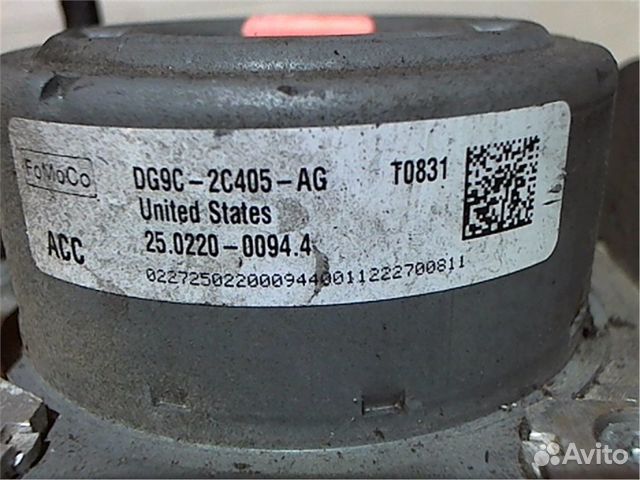 FoMoCo
DG9C-2C405-AG T0831
United States
ACC 25.0220-0094.4
0227250220009440011222700811
Avito